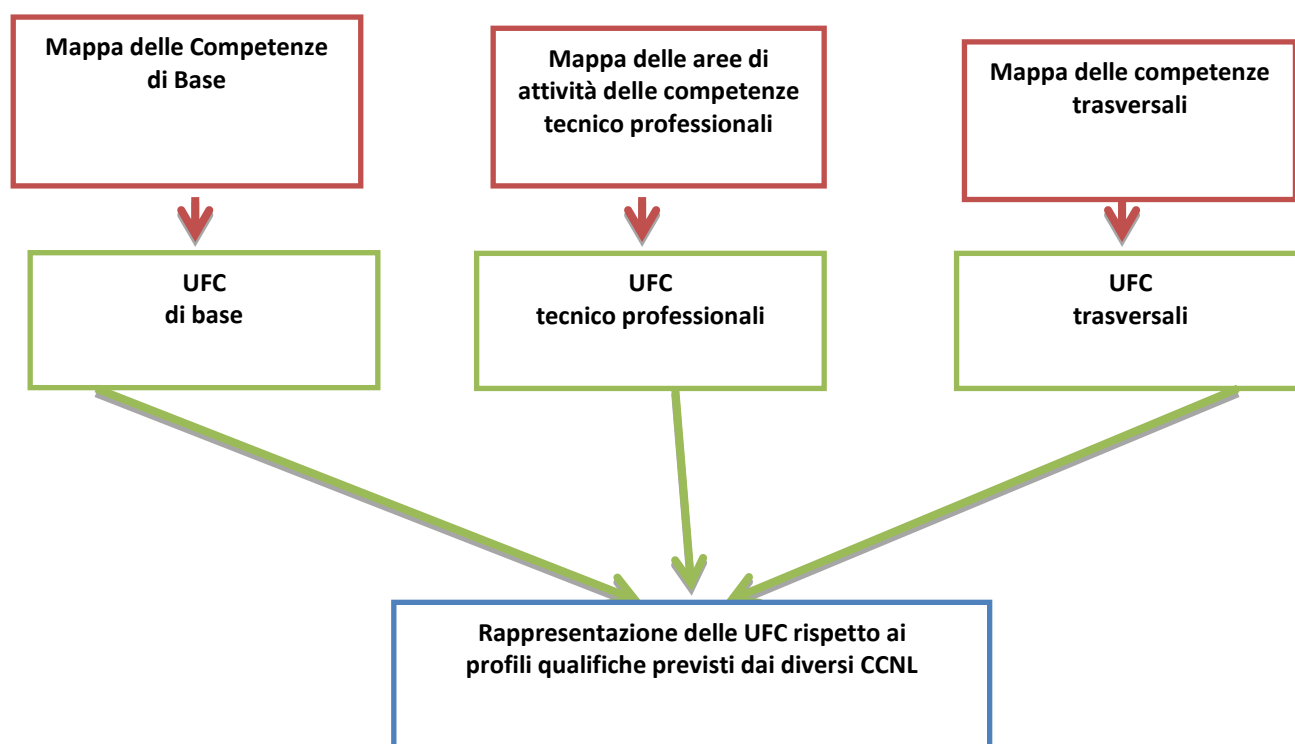 Mappa delle Competenze
di Base
Mappa delle aree di
attività delle competenze
tecnico professionali
Mappa delle competenze
trasversali
UFC
di base
UFC
tecnico professionali
UFC
trasversali
Rappresentazione delle UFC rispetto ai
profili qualifiche previsti dai diversi CCNL